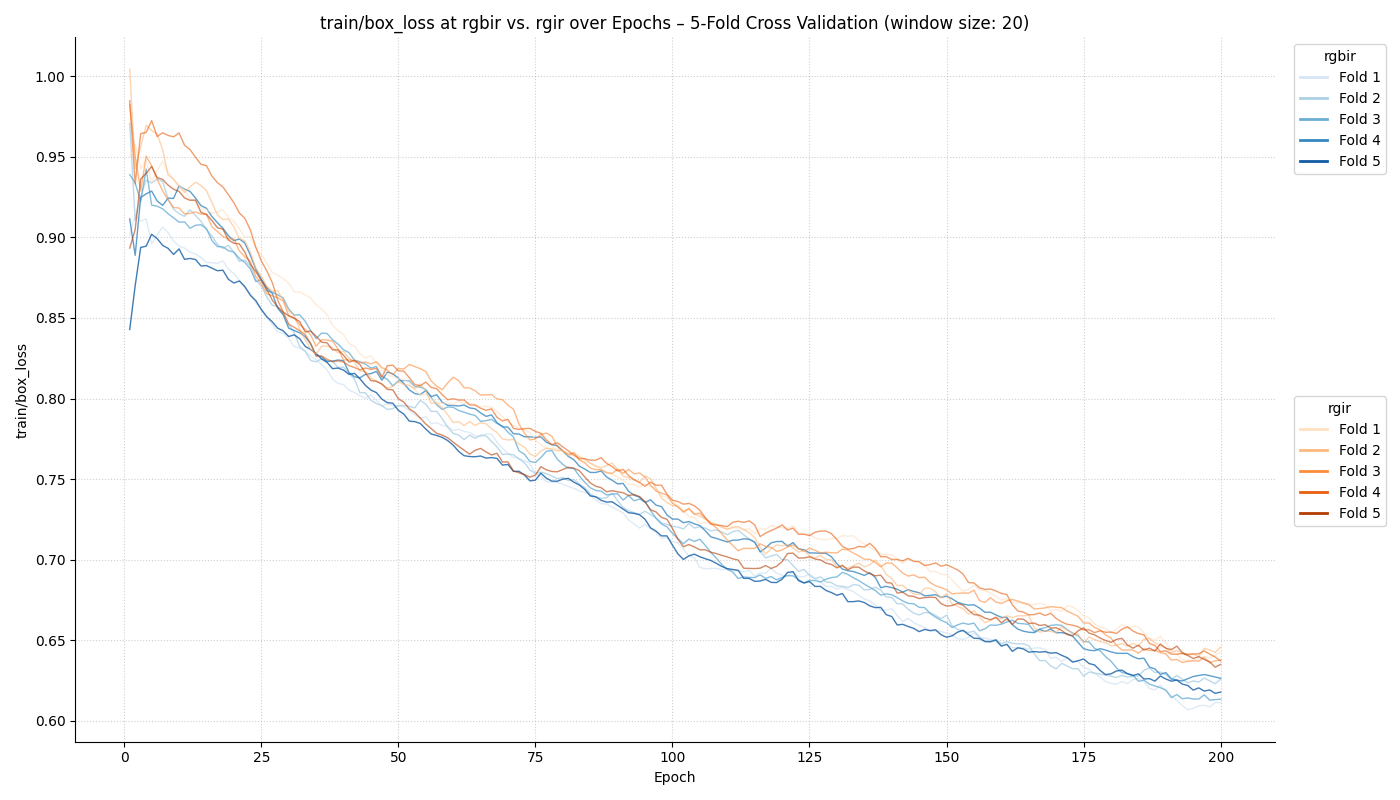 train/box_loss at rgbir vs. rgir over Epochs – 5-Fold Cross Validation (window size: 20)
train/box_loss
1.00
0.95
0.90
0.85
0.80
0.75
0.70
0.65
0.60
0 25 50 75 100 125 150 175 200
Epoch
rgbir
Fold 1
Fold 2
Fold 3
Fold 4
Fold 5
rgir
Fold 1
Fold 2
Fold 3
Fold 4
Fold 5